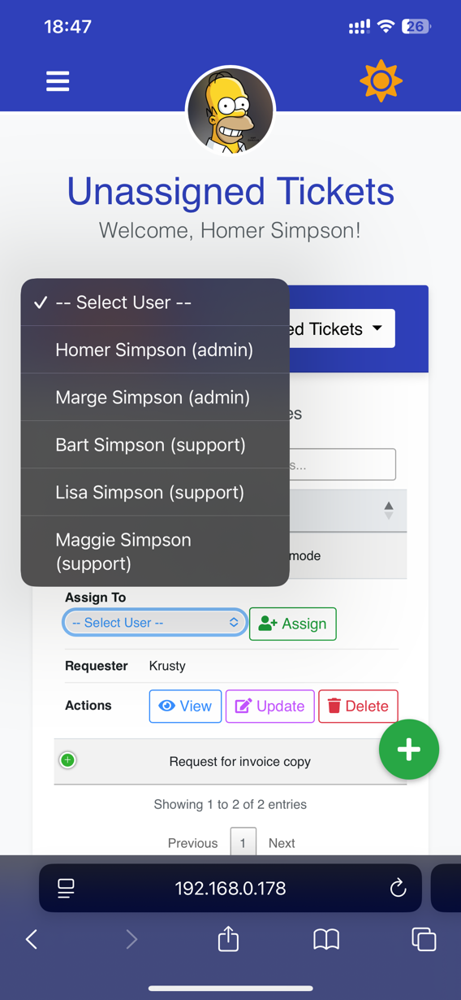 18:47
26
Unassigned Tickets
Welcome, Homer Simpson!
-- Select User --
Homer Simpson (admin)
Marge Simpson (admin)
Bart Simpson (support)
Lisa Simpson (support)
Maggie Simpson
(support)
ed Tickets
es
s...
mode
Assign To
-- Select User --
Assign
Requester Krusty
Actions View Update Delete
Request for invoice copy
Showing 1 to 2 of 2 entries
Previous 1 Next
192.168.0.178